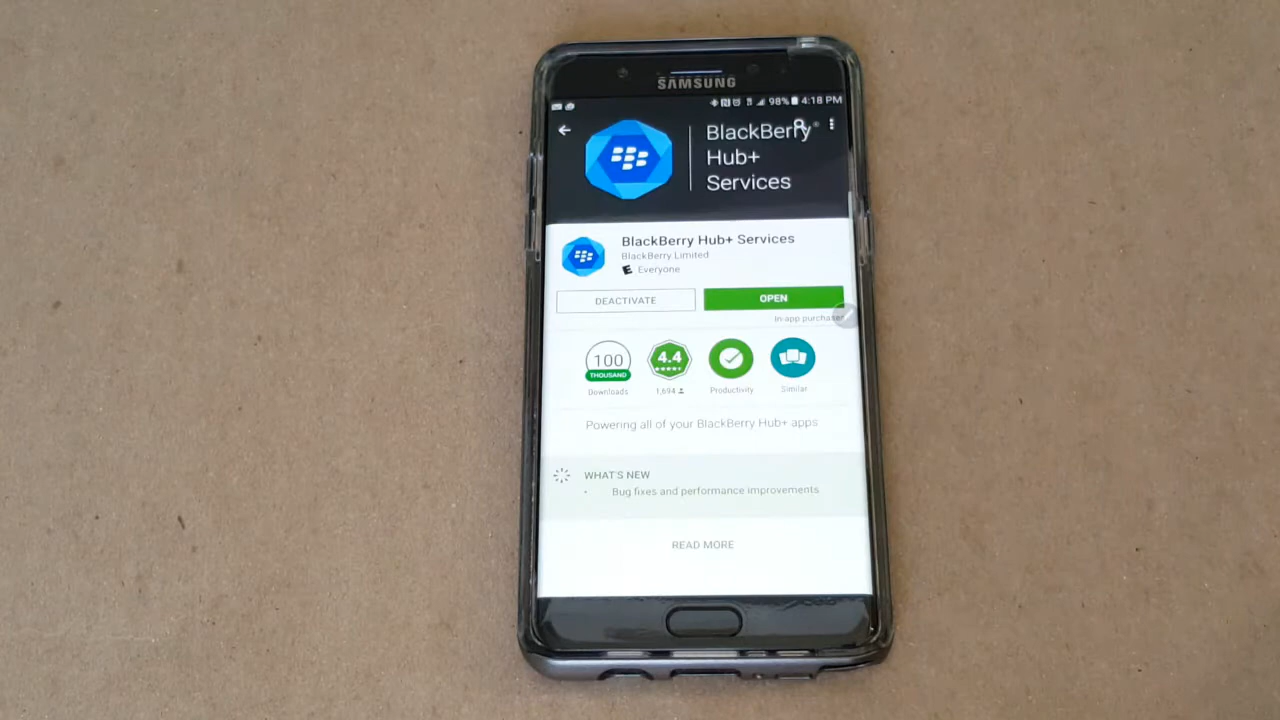 SAMSUNG
98% 4:18 PM
BlackBerry
Hub+
Services
BlackBerry Hub+ Services
BlackBerry Limited
E Everyone
DEACTIVATE
OPEN
In-app purchases
100
THOUSAND
Downloads
4.4
1,694
Productivity
Similar
Powering all of your BlackBerry Hub+ apps
WHAT'S NEW
· Bug fixes and performance improvements
READ MORE